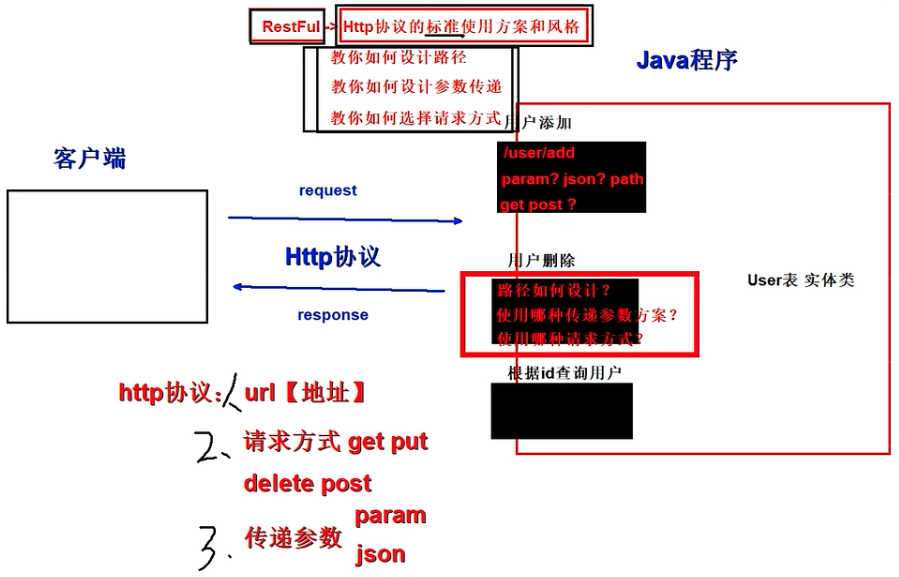 RestFul -> Http协议的标准使用方案和风格
教你如何设计路径
教你如何设计参数传递
教你如何选择请求方式
Java程序
用户添加
/user/add
param? json? path
get post ?
客户端
request
Http协议
response
用户删除
路径如何设计?
使用哪种传递参数方案?
使用哪种请求方式?
User表 实体类
根据id查询用户
http协议: 1、url【地址】
2、请求方式 get put
delete post
3. 传递参数 param
json